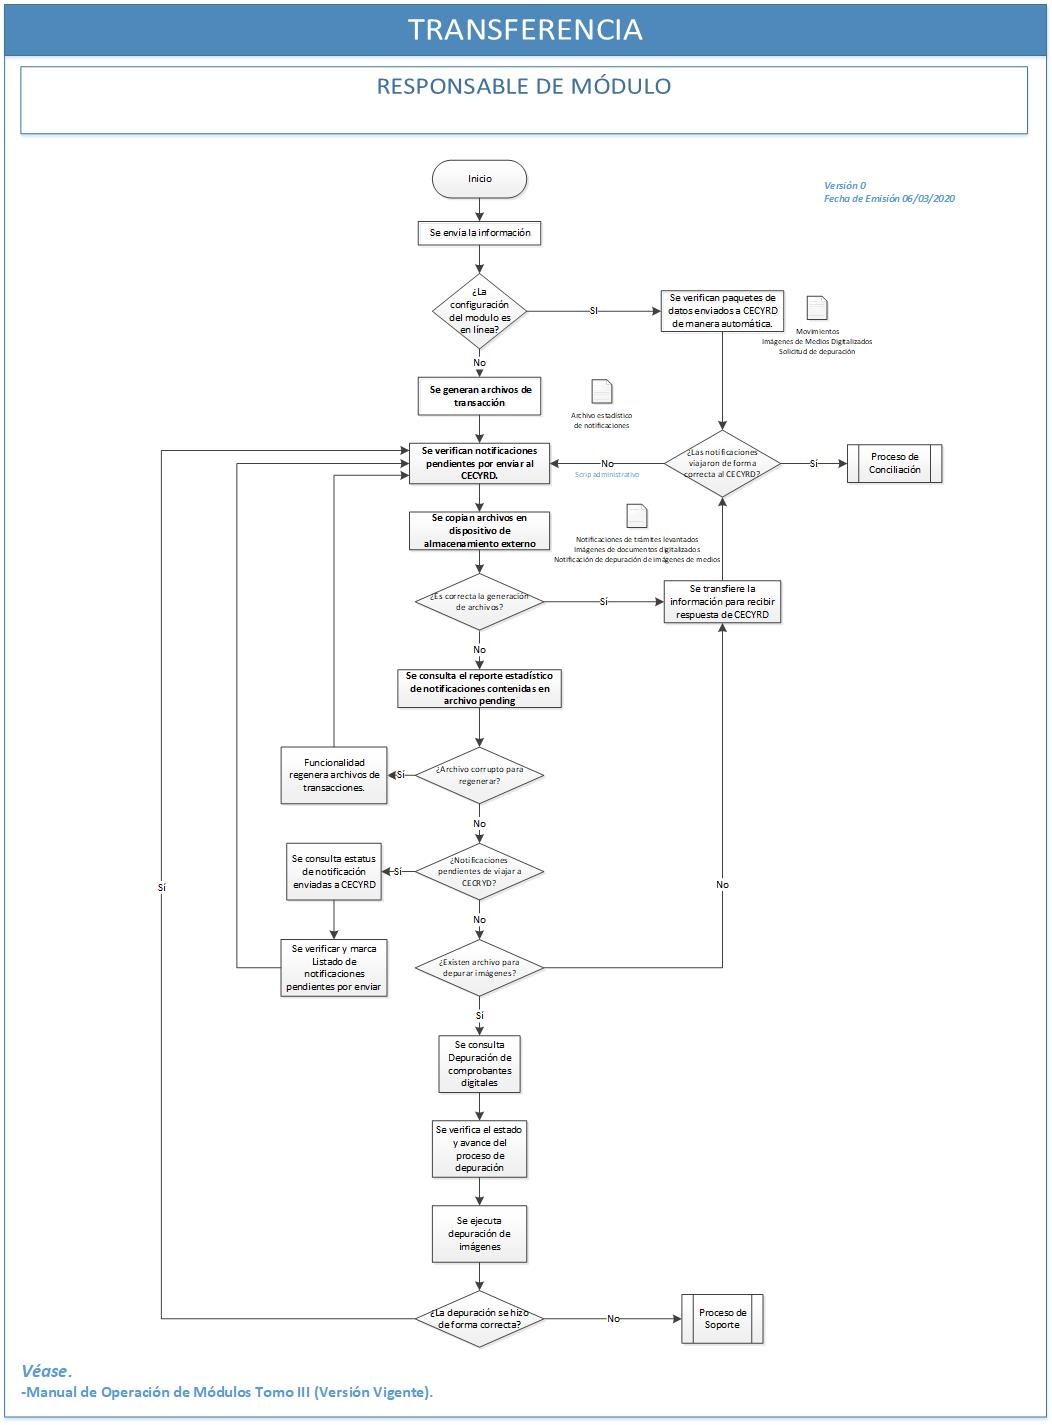 TRANSFERENCIA
RESPONSABLE DE MÓDULO
Inicio
Versión 0
Fecha de Emisión 06/03/2020
Se envía la información
¿La
configuración
del modulo es
en línea?
SI
Se verifican paquetes de
datos enviados a CECYRD
de manera automática.
Movimientos
Imágenes de Medios Digitalizados
Solicitud de depuración
No
Se generan archivos de
transacción
Archivo estadístico
de notificaciones
Se verifican notificaciones
pendientes por enviar al
CECYRD.
No
Scrip administrativo
¿Las notificaciones
viajaron de forma
correcta al CECYRD?
Sí
Proceso de
Conciliación
Se copian archivos en
dispositivo de
almacenamiento externo
Notificaciones de trámites levantados
Imágenes de documentos digitalizados
Notificación de depuración de imágenes de medios
¿Es correcta la generación
de archivos?
Sí
Se transfiere la
información para recibir
respuesta de CECYRD
No
Se consulta el reporte estadístico
de notificaciones contenidas en
archivo pending
Funcionalidad
regenera archivos de
transacciones.
Sí
¿Archivo corrupto para
regenerar?
No
Se consulta estatus
de notificación
enviadas a CECYRD
Sí
¿Notificaciones
pendientes de viajar a
CECRYD?
Sí
No
No
Se verificar y marca
Listado de
notificaciones
pendientes por enviar
¿Existen archivo para
depurar imágenes?
Sí
Se consulta
Depuración de
comprobantes
digitales
Se verifica el estado
y avance del
proceso de
depuración
Se ejecuta
depuración de
imágenes
¿La depuración se hizo
de forma correcta?
No
Proceso de
Soporte
Véase.
-Manual de Operación de Módulos Tomo III (Versión Vigente).